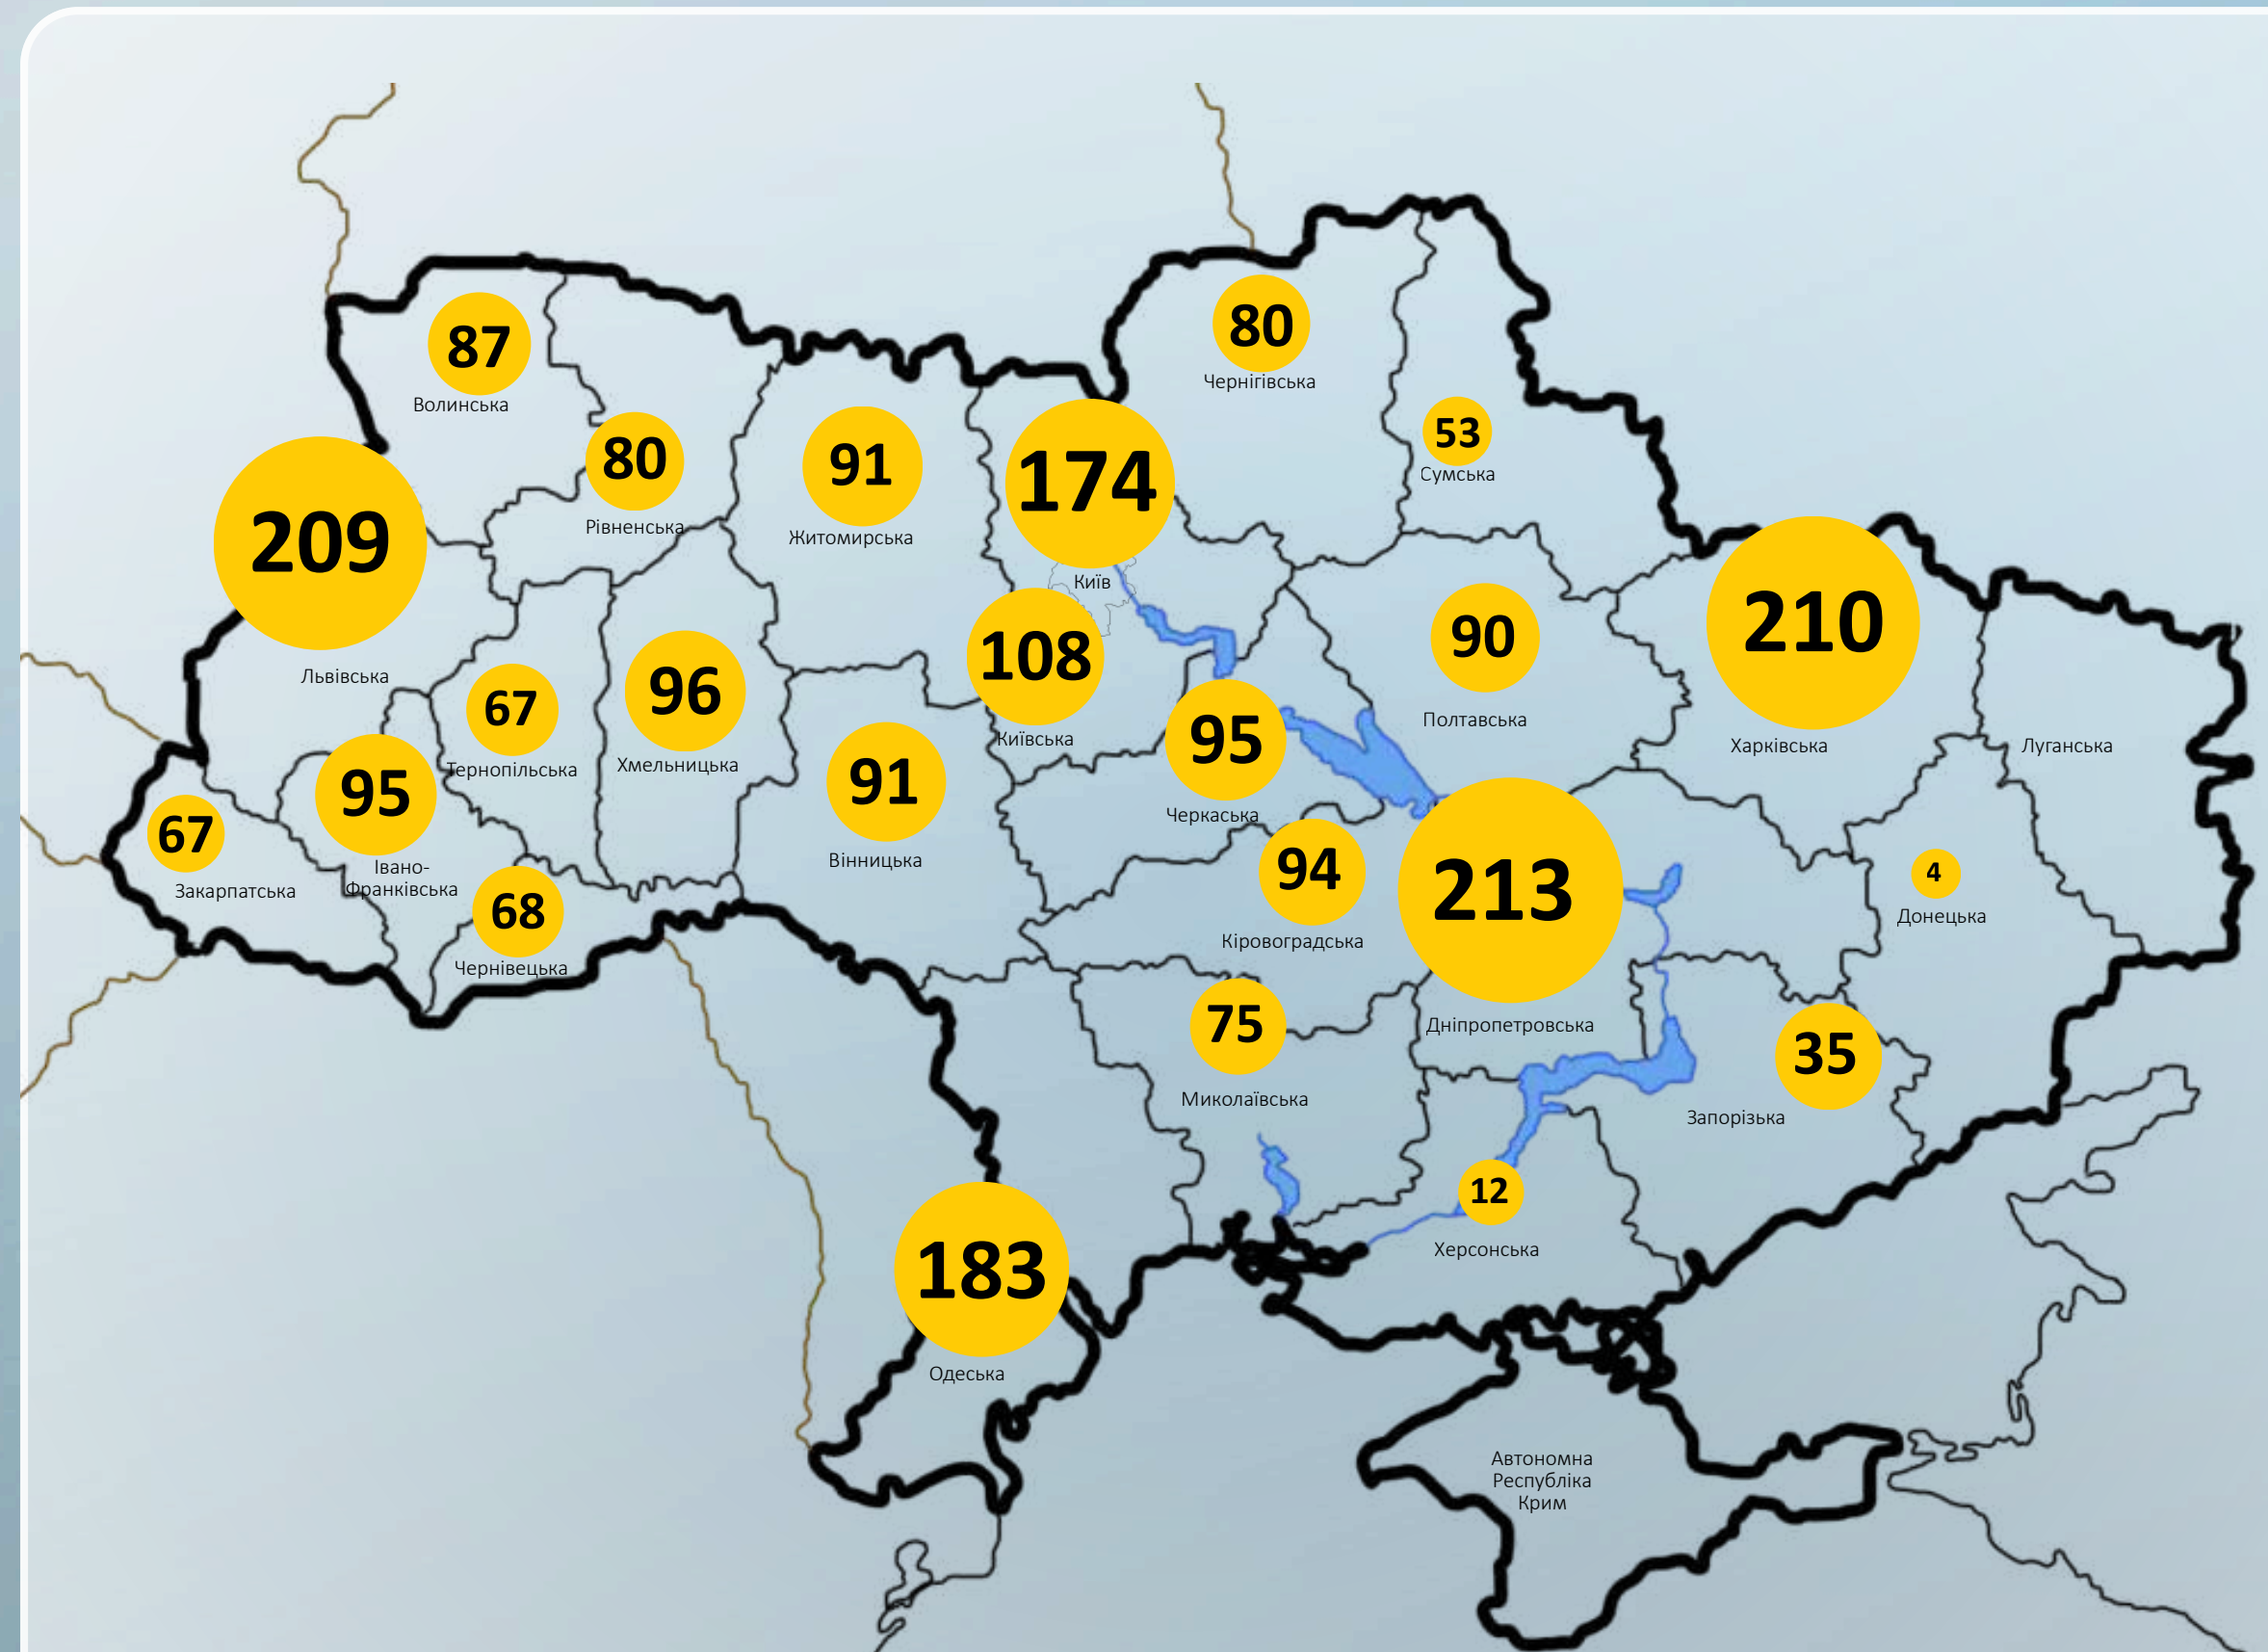 80
Чернігівська
87
Волинська
53
Сумська
80
Рівненська
91
Житомирська
174
Київ
209
Львівська
210
Харківська
90
Полтавська
108
Київська
67
Тернопільська
96
Хмельницька
95
Черкаська
Луганська
91
Вінницька
95
Івано-
Франківська
67
Закарпатська
94
Кіровоградська
213
Дніпропетровська
4
Донецька
68
Чернівецька
75
Миколаївська
35
Запорізька
12
Херсонська
183
Одеська
Автономна
Республіка
Крим